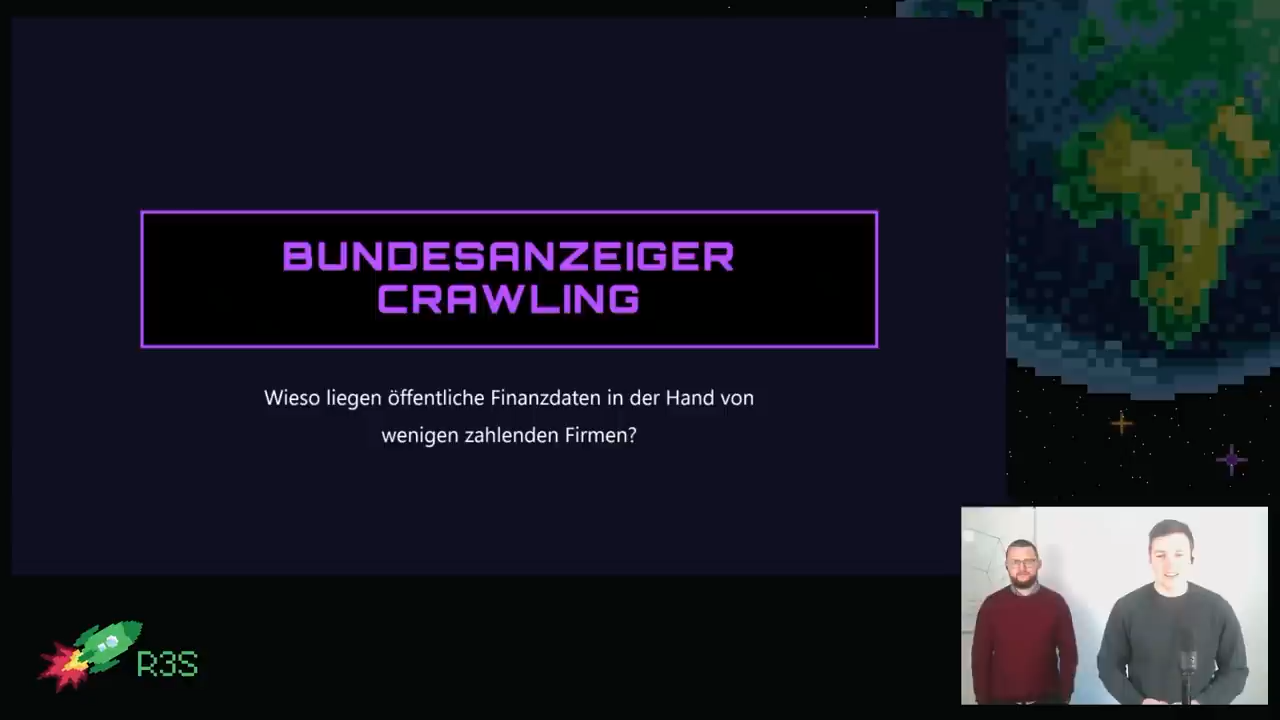 BUNDESANZEIGER
CRAWLING
Wieso liegen öffentliche Finanzdaten in der Hand von
wenigen zahlenden Firmen?
R3S